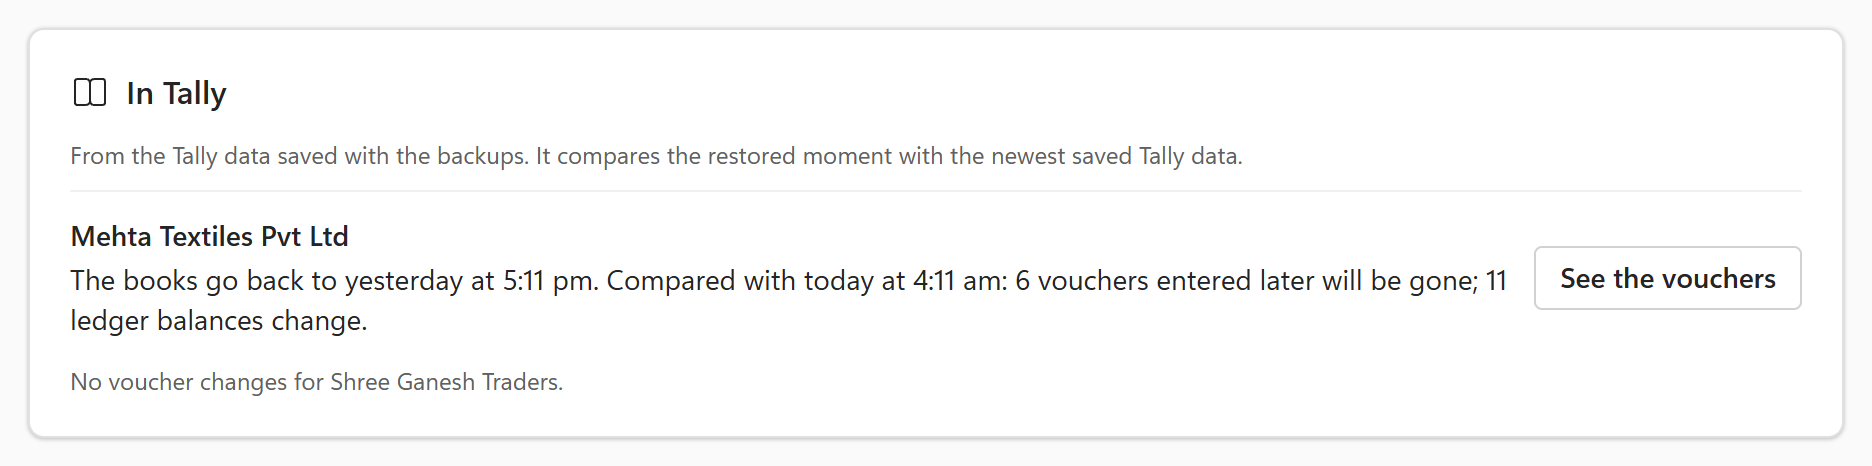 In Tally
From the Tally data saved with the backups. It compares the restored moment with the newest saved Tally data.
Mehta Textiles Pvt Ltd
The books go back to yesterday at 5:11 pm. Compared with today at 4:11 am: 6 vouchers entered later will be gone; 11
ledger balances change.
See the vouchers
No voucher changes for Shree Ganesh Traders.